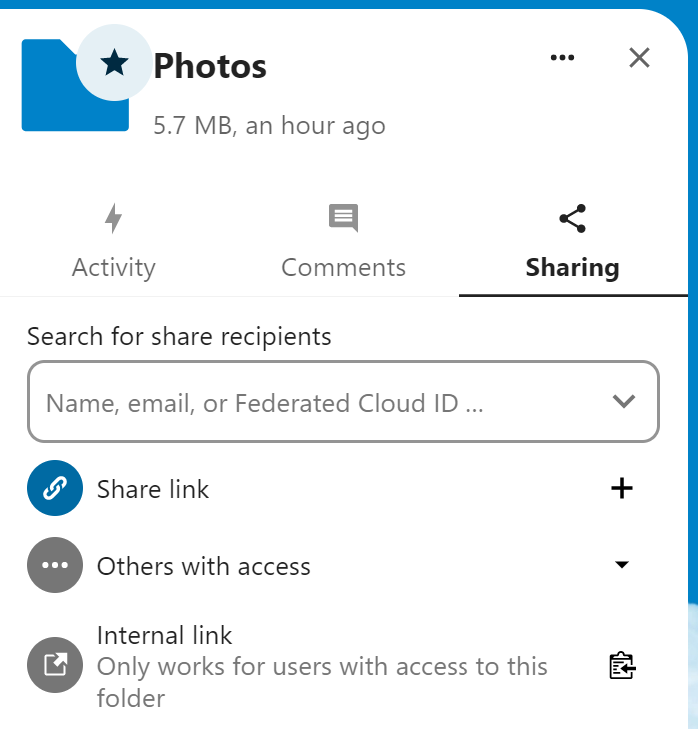 Photos
5.7 MB, an hour ago
Activity
Comments
Sharing
Search for share recipients
Name, email, or Federated Cloud ID ...
Share link
Others with access
Internal link
Only works for users with access to this
folder